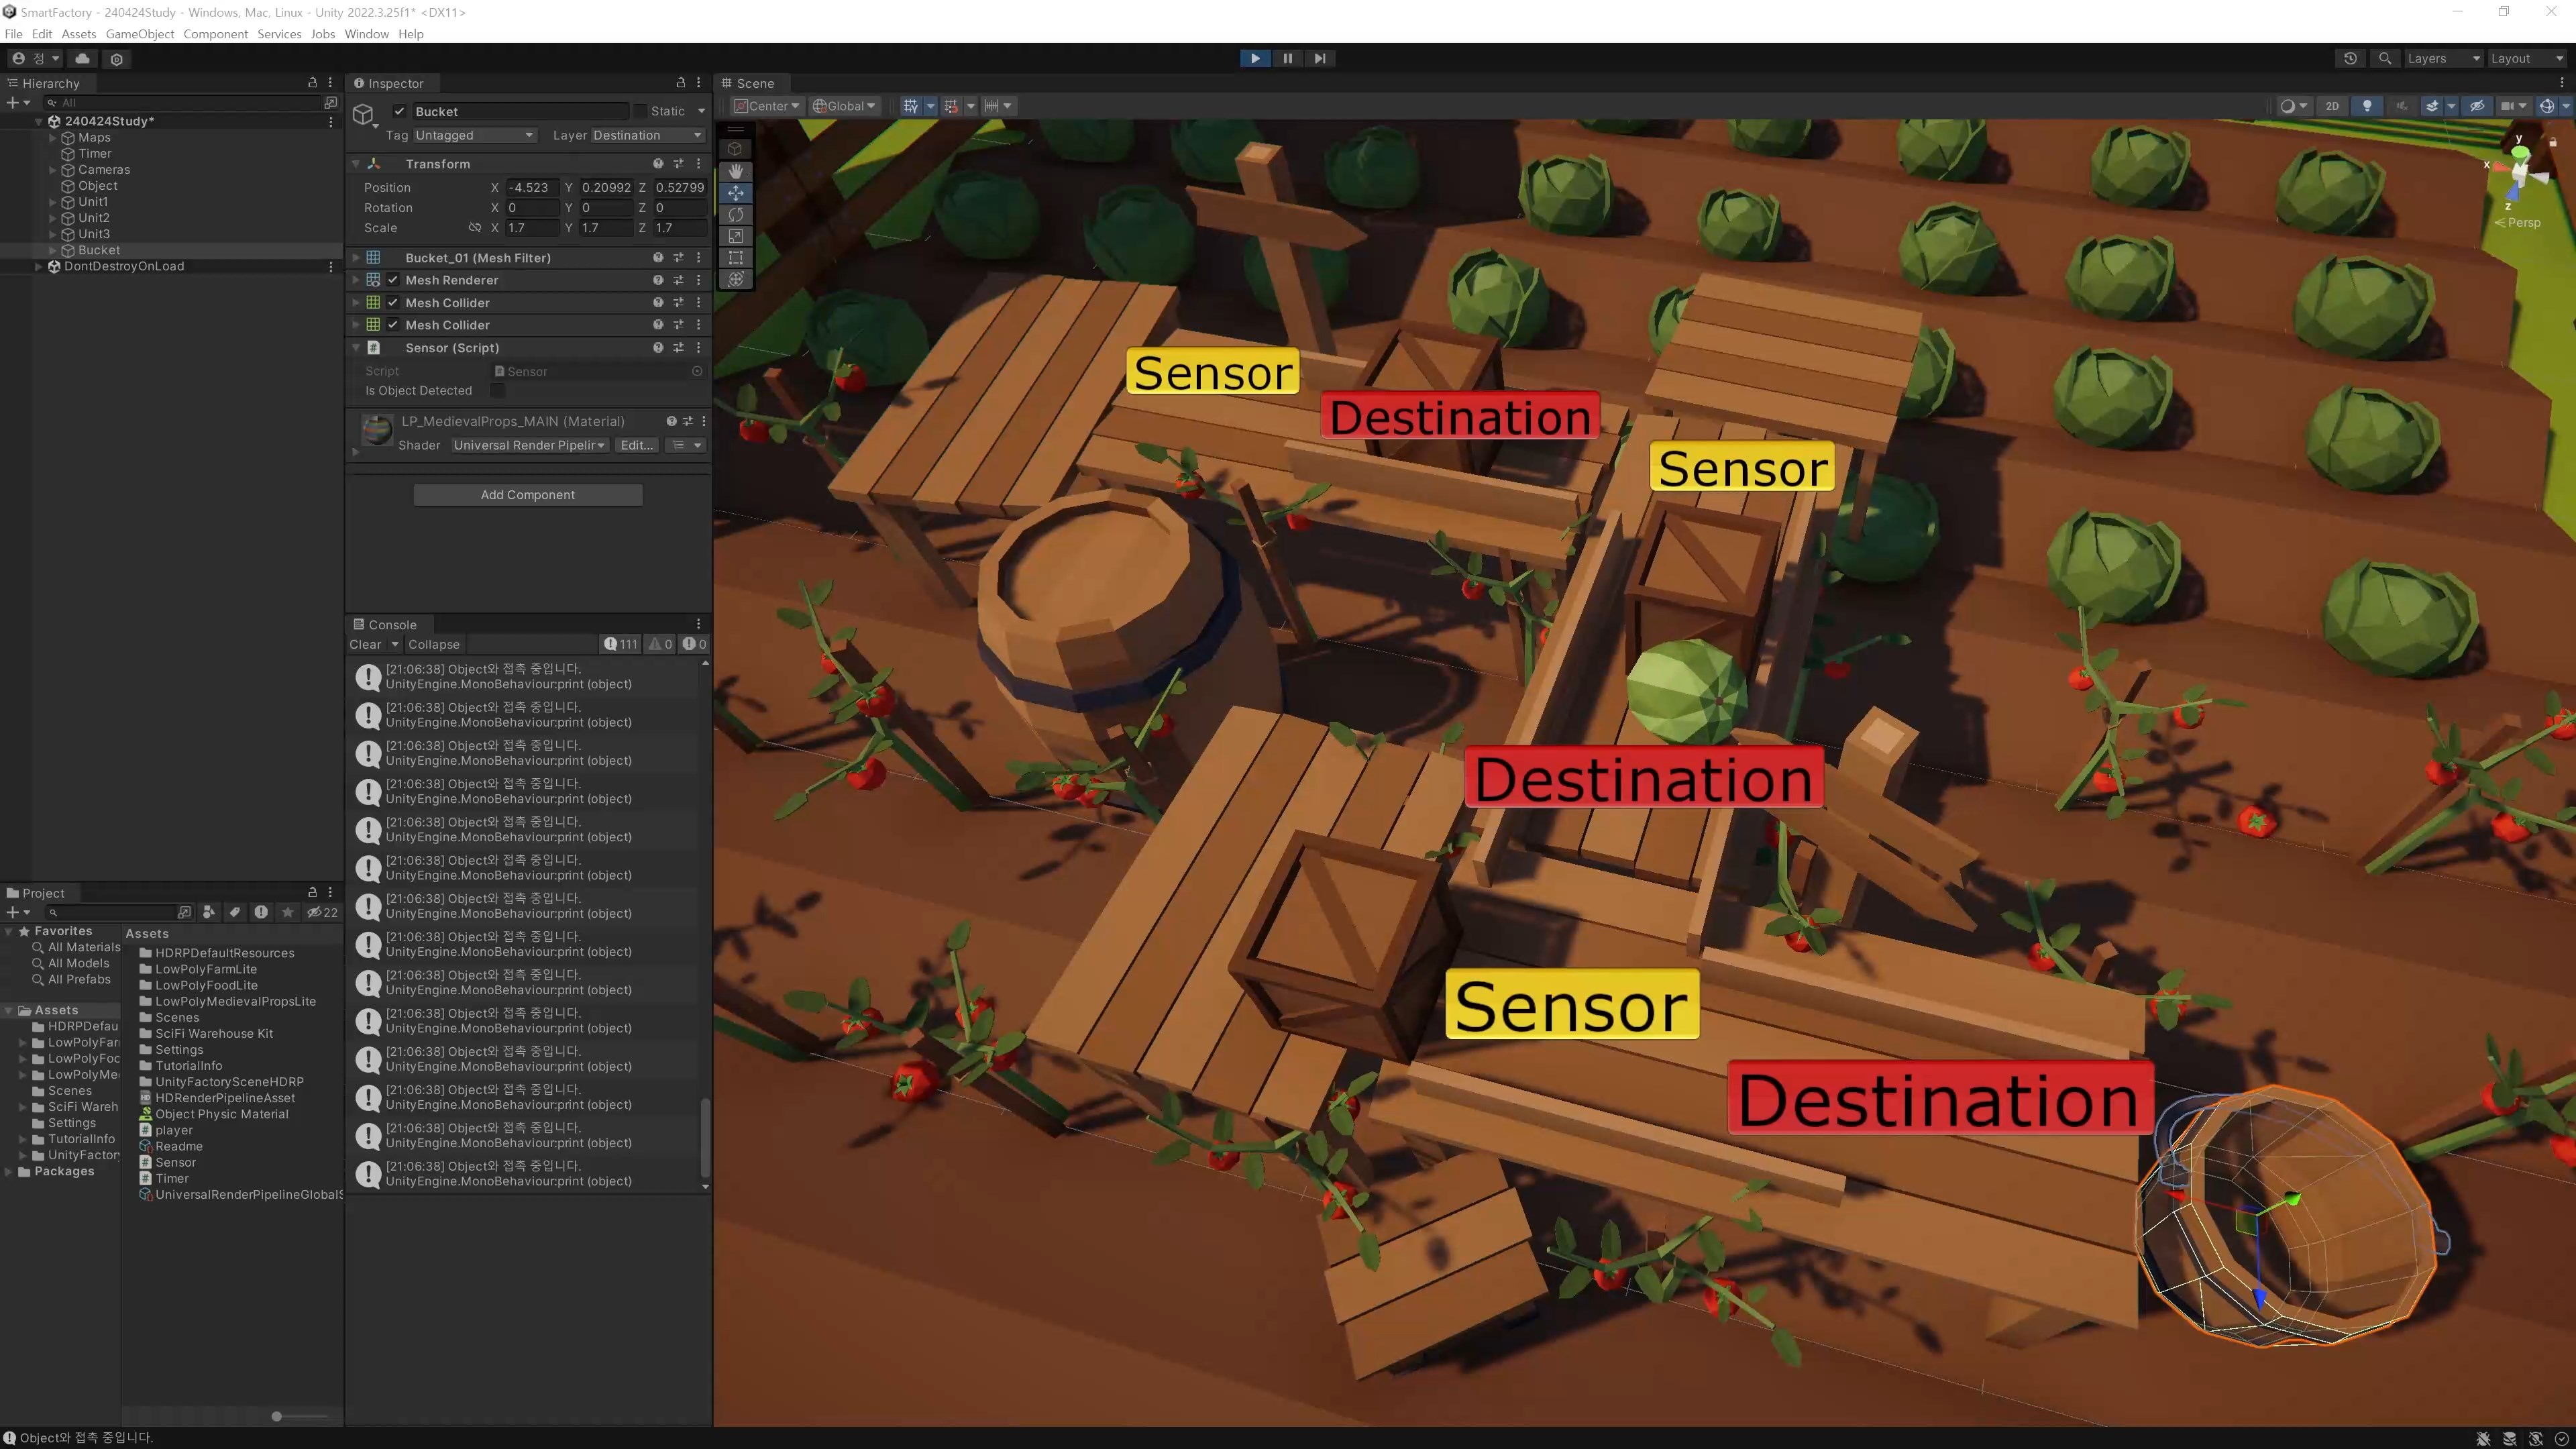 SmartFactory - 240424Study - Windows, Mac, Linux - Unity 2022.3.25f1* <DX11>
File Edit Assets GameObject Component Services Jobs Window Help
정
Layers
Layout
Hierarchy
All
240424Study*
Maps
Timer
Cameras
Object
Unit1
Unit2
Unit3
Bucket
DontDestroyOnLoad
Inspector
Bucket
Static
Tag Untagged Layer Destination
Transform
Position X -4.523 Y 0.20992 Z 0.52799
Rotation X 0 Y 0 Z 0
Scale X 1.7 Y 1.7 Z 1.7
Bucket_01 (Mesh Filter)
Mesh Renderer
Mesh Collider
Mesh Collider
Sensor (Script)
Script Sensor
Is Object Detected
LP_MedievalProps_MAIN (Material)
Shader Universal Render Pipelir Edit...
Add Component
Console
Clear Collapse 111 0 0
[21:06:38] Object와 접촉 중입니다.
UnityEngine.MonoBehaviour:print (object)
[21:06:38] Object와 접촉 중입니다.
UnityEngine.MonoBehaviour:print (object)
[21:06:38] Object와 접촉 중입니다.
UnityEngine.MonoBehaviour:print (object)
[21:06:38] Object와 접촉 중입니다.
UnityEngine.MonoBehaviour:print (object)
[21:06:38] Object와 접촉 중입니다.
UnityEngine.MonoBehaviour:print (object)
[21:06:38] Object와 접촉 중입니다.
UnityEngine.MonoBehaviour:print (object)
[21:06:38] Object와 접촉 중입니다.
UnityEngine.MonoBehaviour:print (object)
[21:06:38] Object와 접촉 중입니다.
UnityEngine.MonoBehaviour:print (object)
[21:06:38] Object와 접촉 중입니다.
UnityEngine.MonoBehaviour:print (object)
[21:06:38] Object와 접촉 중입니다.
UnityEngine.MonoBehaviour:print (object)
[21:06:38] Object와 접촉 중입니다.
UnityEngine.MonoBehaviour:print (object)
[21:06:38] Object와 접촉 중입니다.
UnityEngine.MonoBehaviour:print (object)
[21:06:38] Object와 접촉 중입니다.
UnityEngine.MonoBehaviour:print (object)
[21:06:38] Object와 접촉 중입니다.
UnityEngine.MonoBehaviour:print (object)
Project
22
Favorites
All Materials
All Models
All Prefabs
Assets
HDRPDefau
LowPolyFar
LowPolyFoc
LowPolyMe
Scenes
SciFi Wareh
Settings
TutorialInfo
UnityFactory
Packages
Assets
HDRPDefaultResources
LowPolyFarmLite
LowPolyFoodLite
LowPolyMedievalPropsLite
Scenes
SciFi Warehouse Kit
Settings
TutorialInfo
UnityFactorySceneHDRP
HDRenderPipelineAsset
Object Physic Material
player
Readme
Sensor
Timer
UniversalRenderPipelineGlobalS
Scene
Center Global
2D
y
x
z
Persp
Sensor
Destination
Sensor
Destination
Sensor
Destination
Object와 접촉 중입니다.